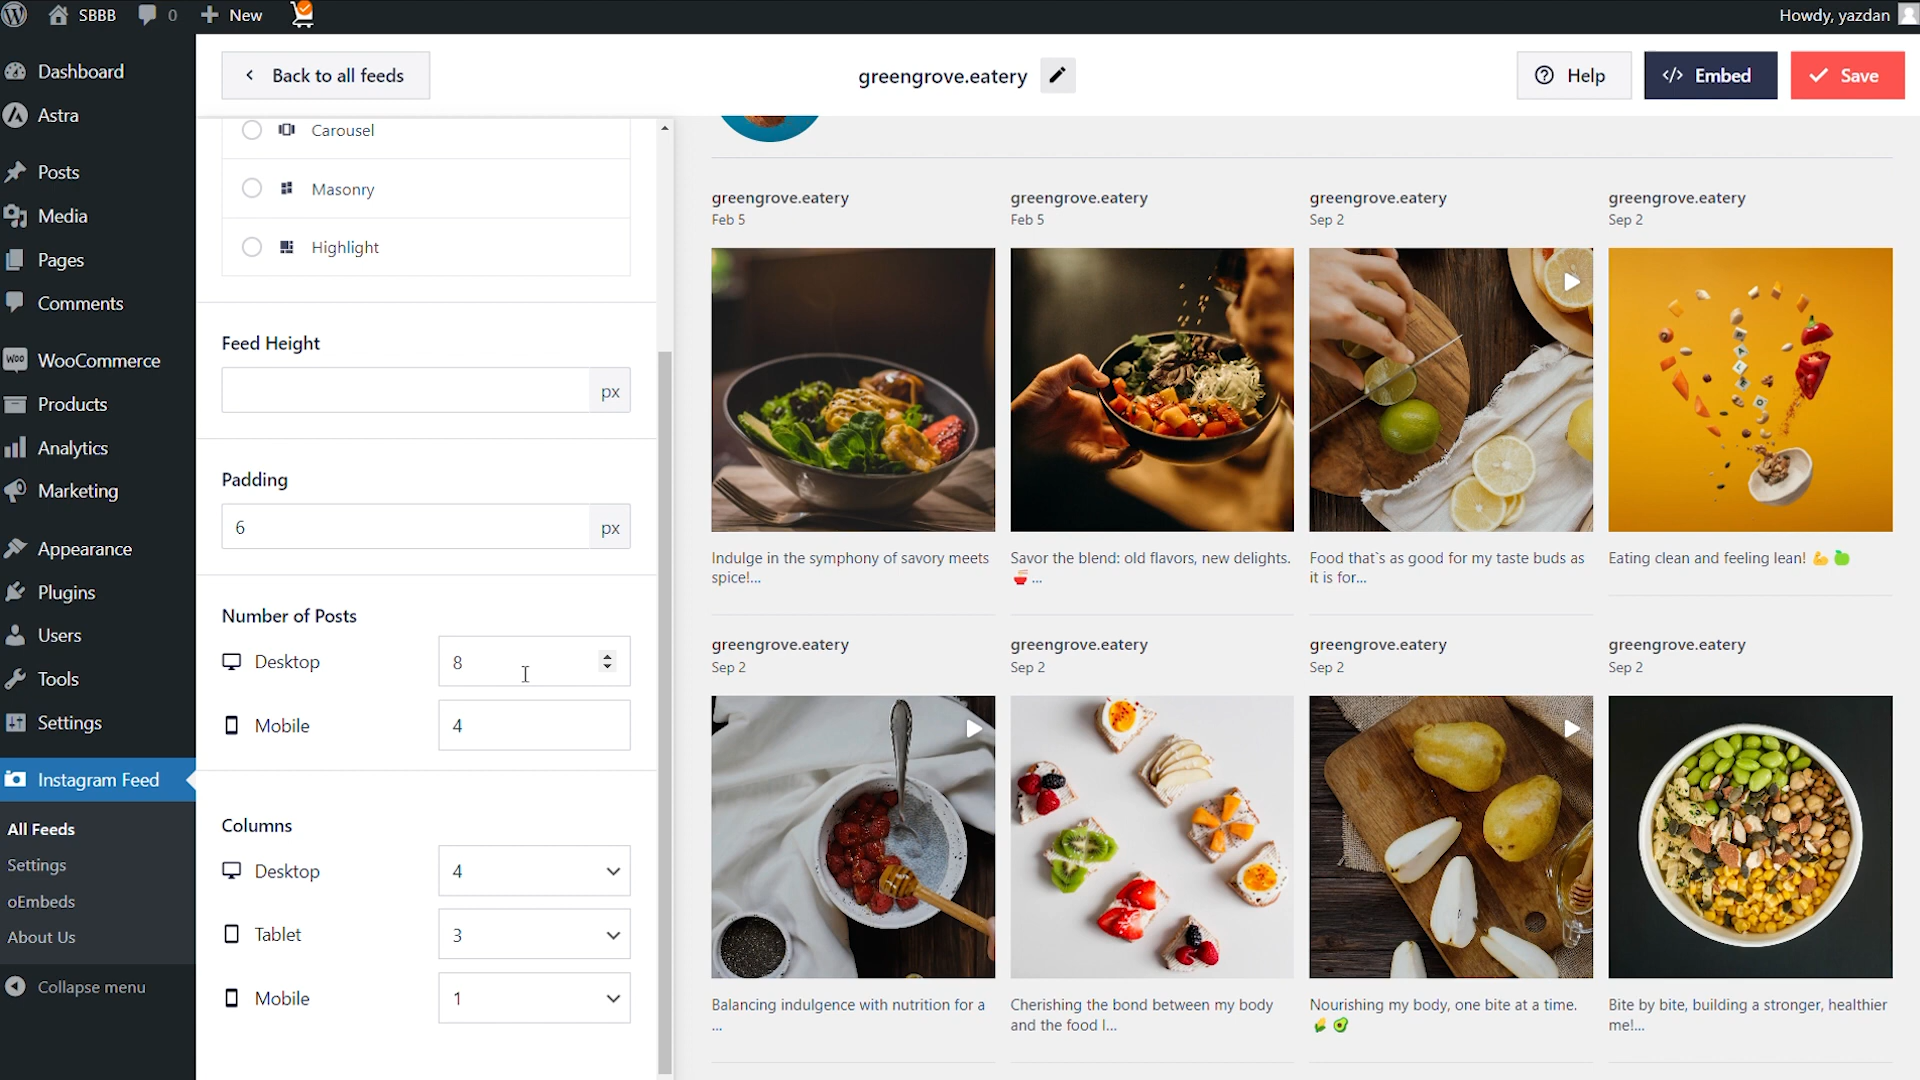 SBBB
0
New
Howdy, yazdan
Dashboard
Astra
Posts
Media
Pages
Comments
WooCommerce
Products
Analytics
Marketing
Appearance
Plugins
Users
Tools
Settings
Instagram Feed
All Feeds
Settings
oEmbeds
About Us
Collapse menu
Back to all feeds
greengrove.eatery
Help
</> Embed
Save
Carousel
Masonry
Highlight
Feed Height
px
Padding
6 px
Number of Posts
Desktop 8
Mobile 4
Columns
Desktop 4
Tablet 3
Mobile 1
greengrove.eatery
Feb 5
Indulge in the symphony of savory meets
spice!...
greengrove.eatery
Feb 5
Savor the blend: old flavors, new delights.
🍜 ...
greengrove.eatery
Sep 2
Food that`s as good for my taste buds as
it is for...
greengrove.eatery
Sep 2
Eating clean and feeling lean! 💪 🍏
greengrove.eatery
Sep 2
Balancing indulgence with nutrition for a
...
greengrove.eatery
Sep 2
Cherishing the bond between my body
and the food I...
greengrove.eatery
Sep 2
Nourishing my body, one bite at a time.
🌽 🥑
greengrove.eatery
Sep 2
Bite by bite, building a stronger, healthier
me!...